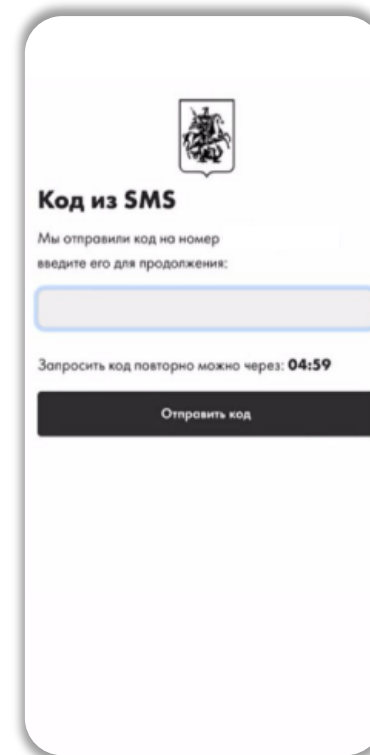 Код из SMS
Мы отправили код на номер
введите его для продолжения:
Запросить код повторно можно через: 04:59
Отправить код